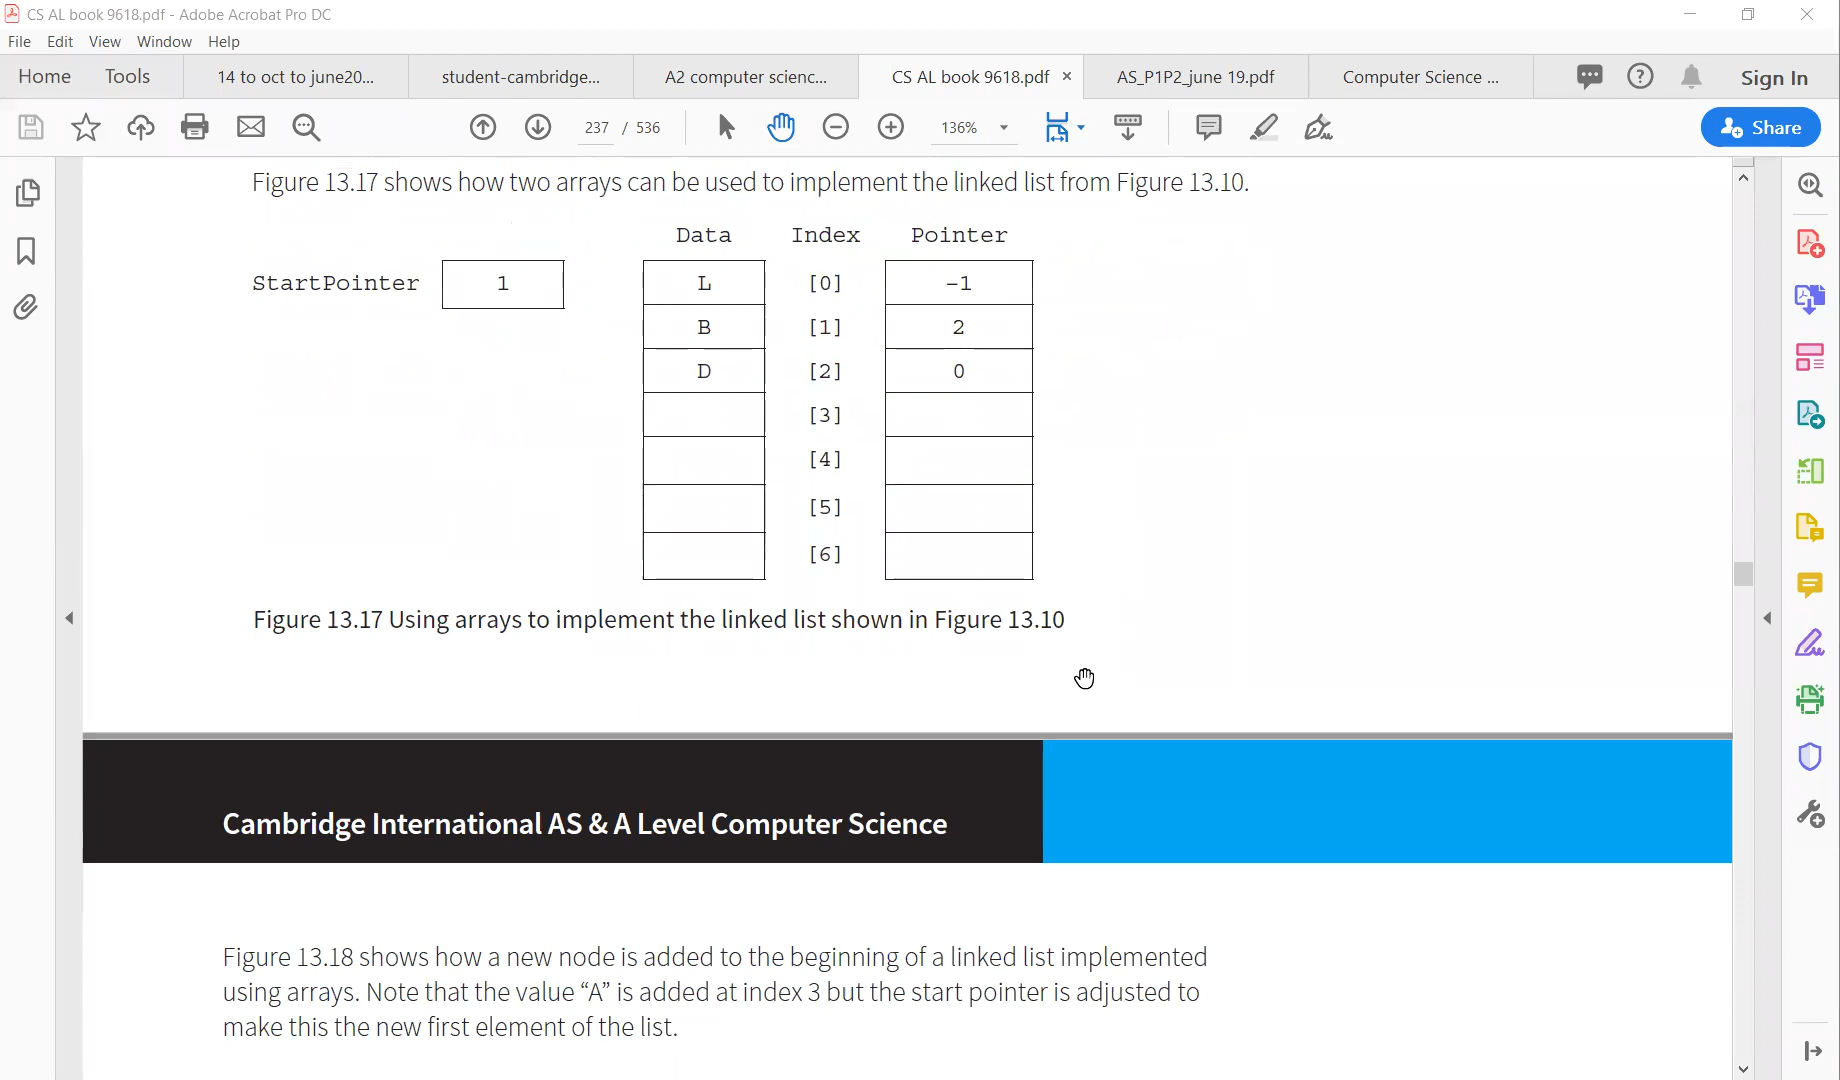 CS AL book 9618.pdf - Adobe Acrobat Pro DC
File Edit View Window Help
Home Tools 14 to oct to june20... student-cambridge... A2 computer scienc... CS AL book 9618.pdf × AS_P1P2_june 19.pdf Computer Science ... Sign In
237 / 536 136% Share
Figure 13.17 shows how two arrays can be used to implement the linked list from Figure 13.10.
Data Index Pointer
StartPointer 1 L [0] –1
B [1] 2
D [2] 0
[3]
[4]
[5]
[6]
Figure 13.17 Using arrays to implement the linked list shown in Figure 13.10
Cambridge International AS & A Level Computer Science
Figure 13.18 shows how a new node is added to the beginning of a linked list implemented
using arrays. Note that the value “A” is added at index 3 but the start pointer is adjusted to
make this the new first element of the list.